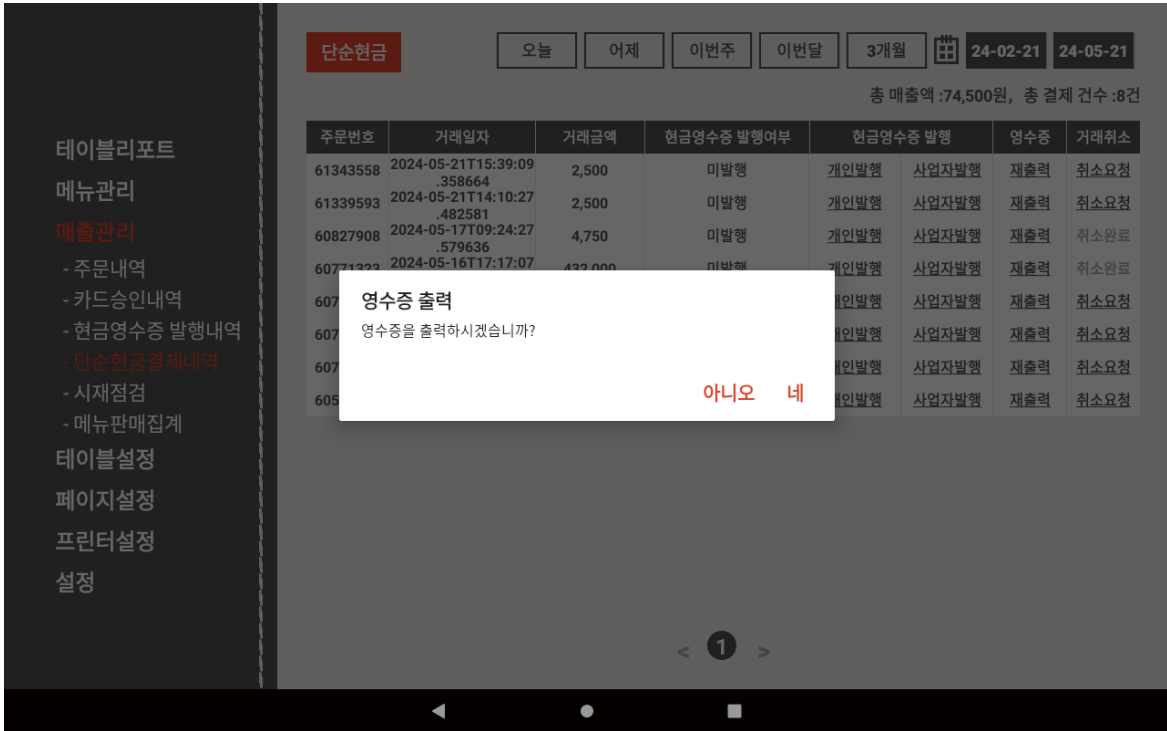 단순현금 오늘 어제 이번주 이번달 3개월 24-02-21 24-05-21
총 매출액 :74,500원, 총 결제 건수 :8건
테이블리포트
메뉴관리
매출관리
- 주문내역
- 카드승인내역
- 현금영수증 발행내역
- 단순현금결제내역
- 시재점검
- 메뉴판매집계
테이블설정
페이지설정
프린터설정
설정
주문번호 거래일자 거래금액 현금영수증 발행여부 현금영수증 발행 영수증 거래취소
61343558 2024-05-21T15:39:09.358664 2,500 미발행 개인발행 사업자발행 재출력 취소요청
61339593 2024-05-21T14:10:27.482581 2,500 미발행 개인발행 사업자발행 재출력 취소요청
60827908 2024-05-17T09:24:27.579636 4,750 미발행 개인발행 사업자발행 재출력 취소완료
60771323 2024-05-16T17:17:07 432,000 미발행 개인발행 사업자발행 재출력 취소완료
607 사업자발행 재출력 취소요청
607 사업자발행 재출력 취소요청
607 사업자발행 재출력 취소요청
605 사업자발행 재출력 취소요청
영수증 출력
영수증을 출력하시겠습니까?
아니오 네
< 1 >